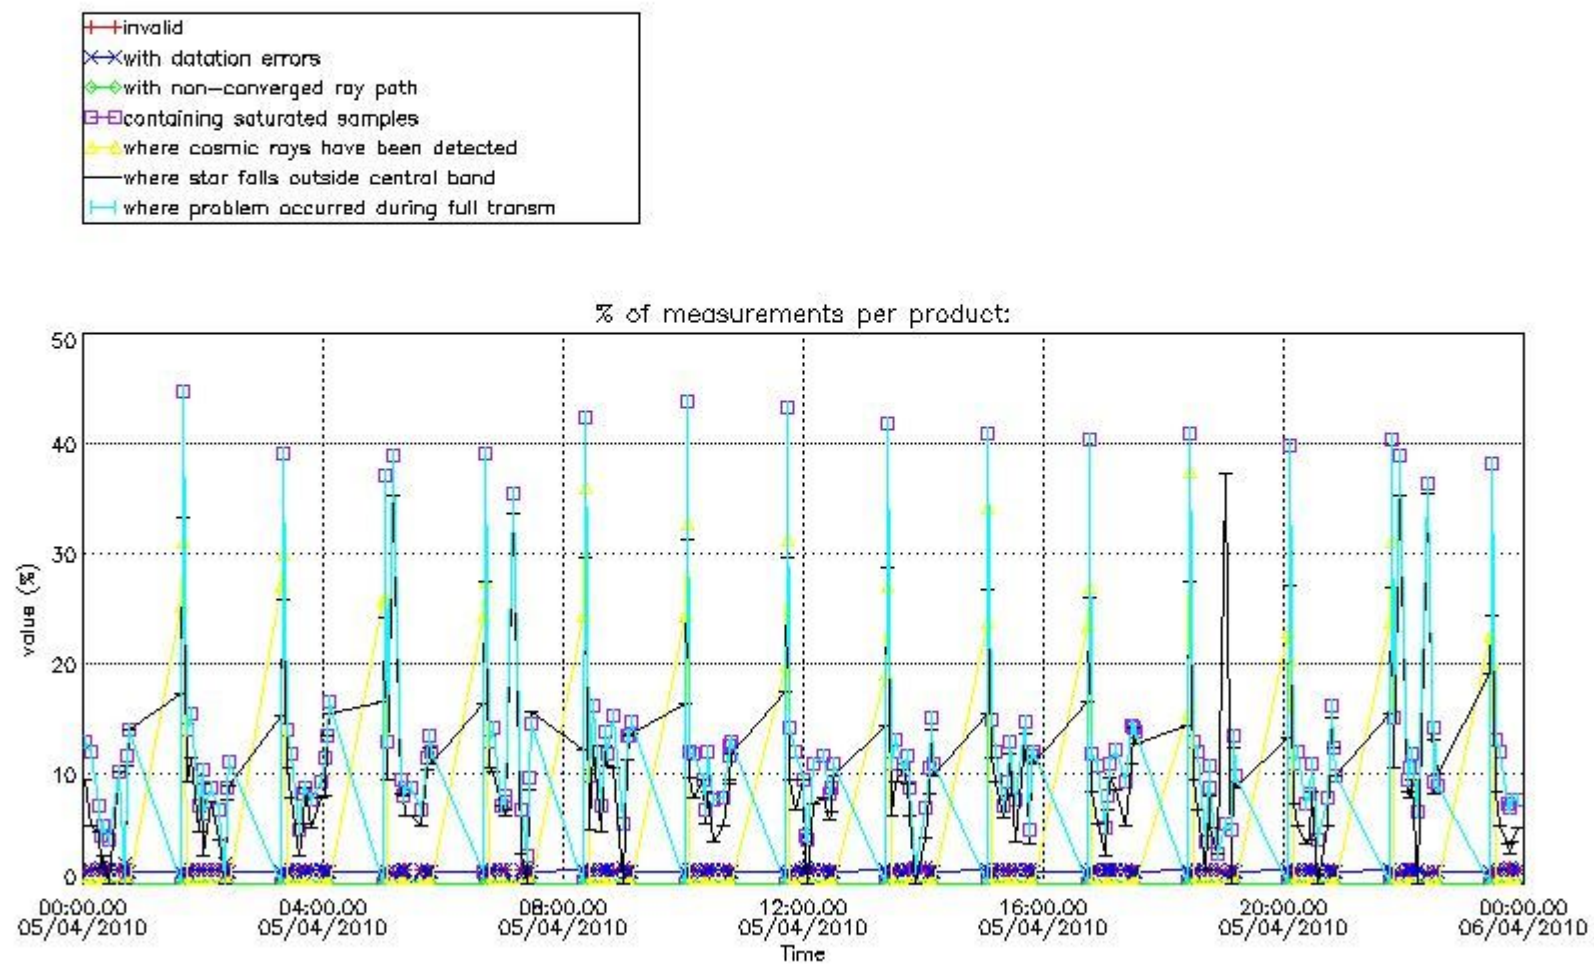 invalid
with datation errors
with non-converged ray path
containing saturated samples
where cosmic rays have been detected
where star falls outside central band
where problem occurred during full transm
% of measurements per product:
50
40
30
20
10
0
value (%)
00:00:00 04:00:00 08:00:00 12:00:00 16:00:00 20:00:00 00:00:00
05/04/2010 05/04/2010 05/04/2010 05/04/2010 05/04/2010 05/04/2010 06/04/2010
Time